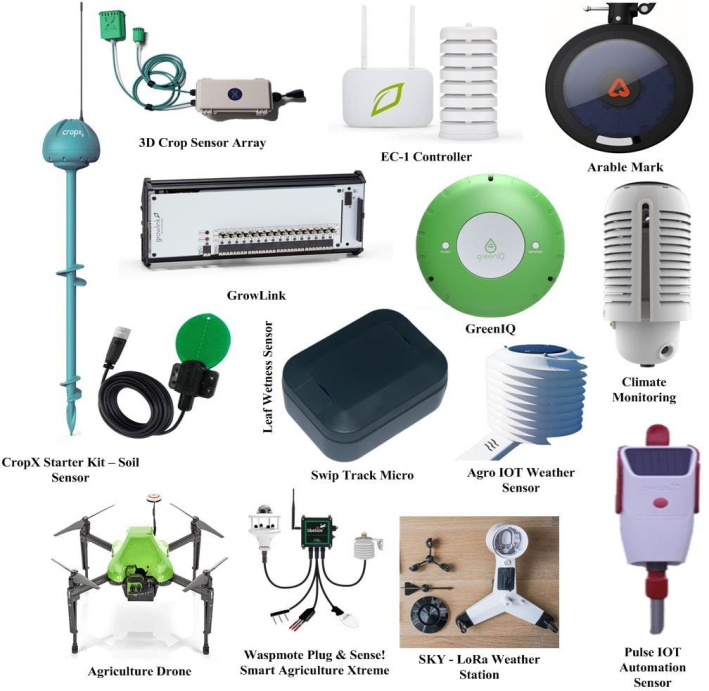 3D Crop Sensor Array
EC-1 Controller
Arable Mark
cropx
growlink
GrowLink
greenIQ
GreenIQ
Climate
Monitoring
Leaf Wetness Sensor
CropX Starter Kit – Soil
Sensor
Swip Track Micro
Agro IOT Weather
Sensor
libelium
Agriculture Drone
Waspmote Plug & Sense!
Smart Agriculture Xtreme
SKY - LoRa Weather
Station
Pulse IOT
Automation
Sensor